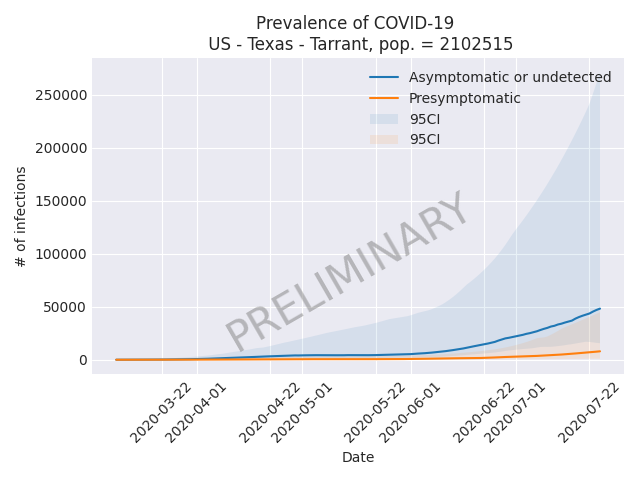 Prevalence of COVID-19
US - Texas - Tarrant, pop. = 2102515
Asymptomatic or undetected
Presymptomatic
95CI
95CI
250000
200000
150000
100000
50000
0
# of infections
PRELIMINARY
2020-03-22
2020-04-01
2020-04-22
2020-05-01
2020-05-22
2020-06-01
2020-06-22
2020-07-01
2020-07-22
Date